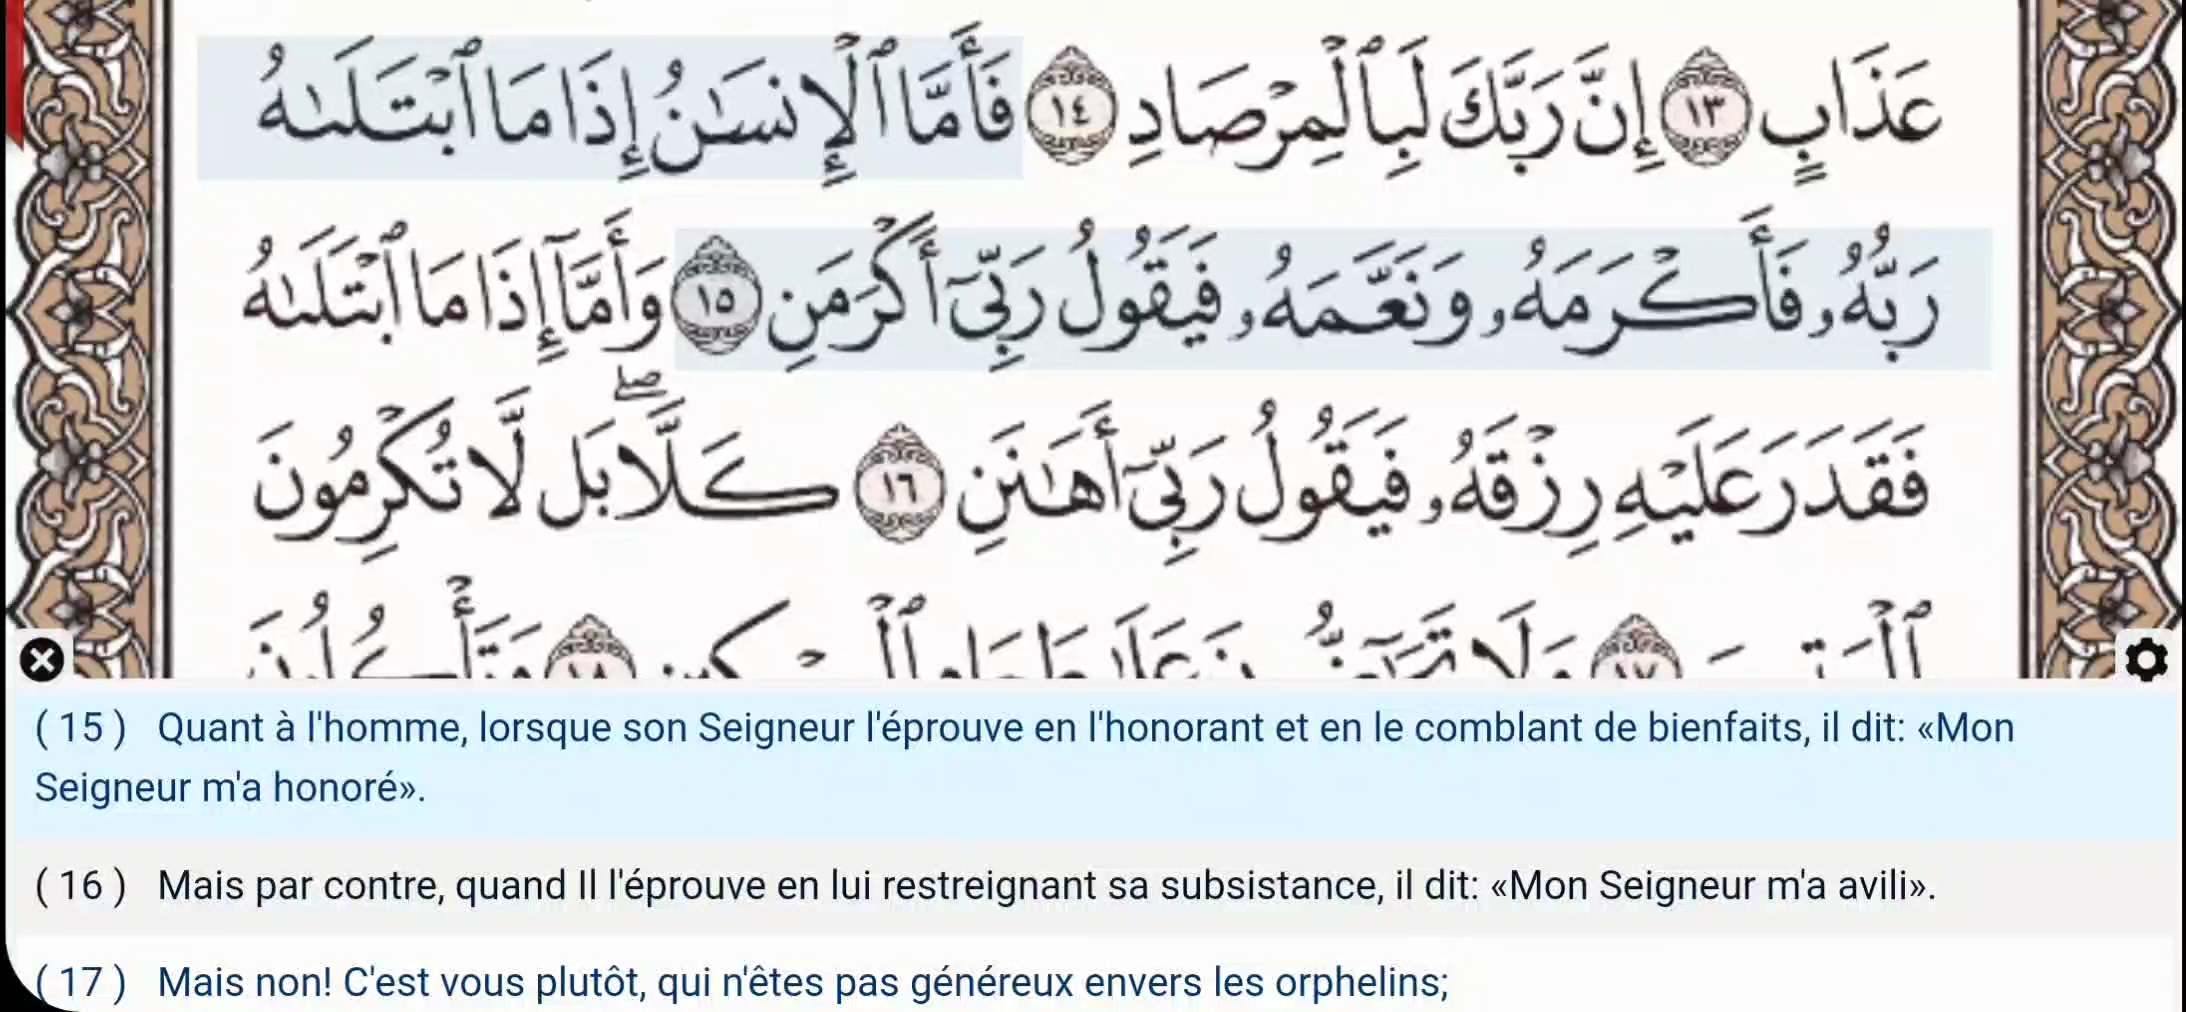 عَذَابٍ ١٣ إِنَّ رَبَّكَ لَبِٱلْمِرْصَادِ ١٤ فَأَمَّا ٱلْإِنسَٰنُ إِذَا مَا ٱبْتَلَىٰهُ
رَبُّهُۥ فَأَكْرَمَهُۥ وَنَعَّمَهُۥ فَيَقُولُ رَبِّىٓ أَكْرَمَنِ ١٥ وَأَمَّآ إِذَا مَا ٱبْتَلَىٰهُ
فَقَدَرَ عَلَيْهِ رِزْقَهُۥ فَيَقُولُ رَبِّىٓ أَهَٰنَنِ ١٦ كَلَّا ۖ بَل لَّا تُكْرِمُونَ
( 15 ) Quant à l'homme, lorsque son Seigneur l'éprouve en l'honorant et en le comblant de bienfaits, il dit: «Mon
Seigneur m'a honoré».
( 16 ) Mais par contre, quand Il l'éprouve en lui restreignant sa subsistance, il dit: «Mon Seigneur m'a avili».
( 17 ) Mais non! C'est vous plutôt, qui n'êtes pas généreux envers les orphelins;